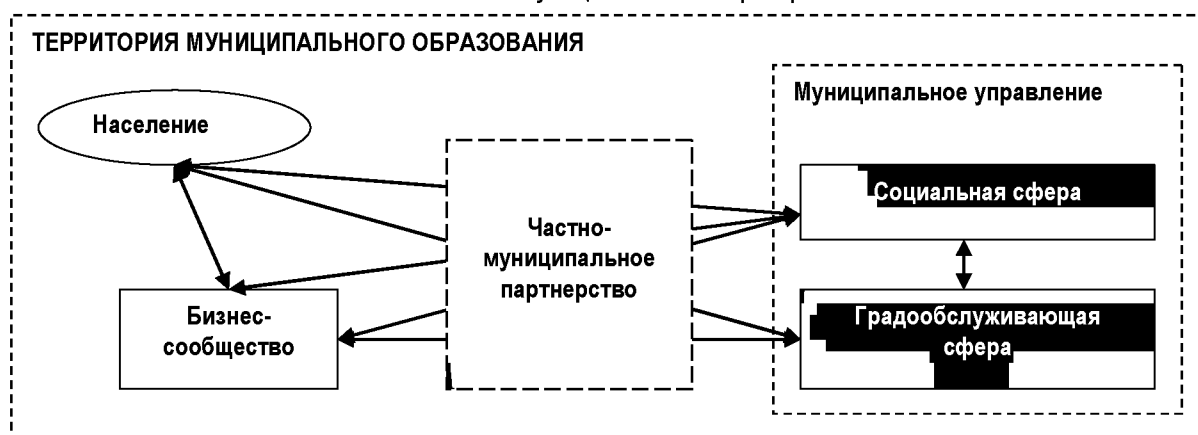 ТЕРРИТОРИЯ МУНИЦИПАЛЬНОГО ОБРАЗОВАНИЯ
Муниципальное управление
Население
Социальная сфера
Частно-
муниципальное
партнерство
Бизнес-
сообщество
Градообслуживающая
сфера